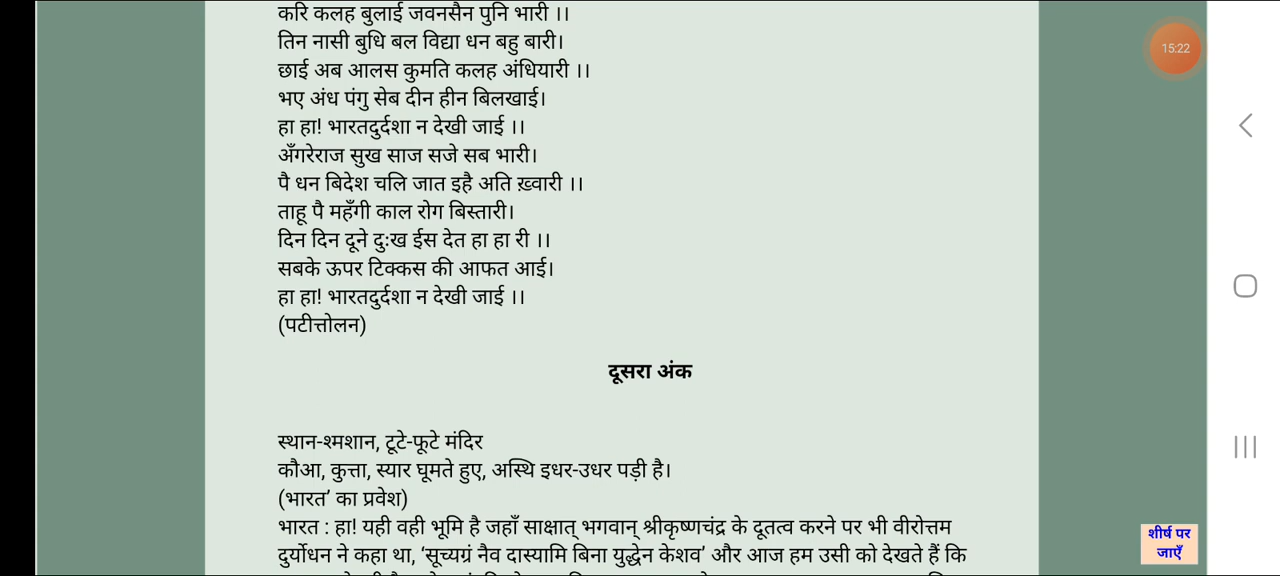 करि कलह बुलाई जवनसैन पुनि भारी ।।
तिन नासी बुधि बल विद्या धन बहु बारी।
छाई अब आलस कुमति कलह अंधियारी ।।
भए अंध पंगु सेब दीन हीन बिलखाई।
हा हा! भारतदुर्दशा न देखी जाई ।।
अँगरेराज सुख साज सजे सब भारी।
पै धन बिदेश चलि जात इहै अति ख़्वारी ।।
ताहू पै महँगी काल रोग बिस्तारी।
दिन दिन दूने दुःख ईस देत हा हा री ।।
सबके ऊपर टिक्कस की आफत आई।
हा हा! भारतदुर्दशा न देखी जाई ।।
(पटीत्तोलन)
दूसरा अंक
स्थान-श्मशान, टूटे-फूटे मंदिर
कौआ, कुत्ता, स्यार घूमते हुए, अस्थि इधर-उधर पड़ी है।
(भारत’ का प्रवेश)
भारत : हा! यही वही भूमि है जहाँ साक्षात् भगवान् श्रीकृष्णचंद्र के दूतत्व करने पर भी वीरोत्तम
दुर्योधन ने कहा था, ‘सूच्यग्रं नैव दास्यामि बिना युद्धेन केशव’ और आज हम उसी को देखते हैं कि
15:22
शीर्ष पर
जाएँ